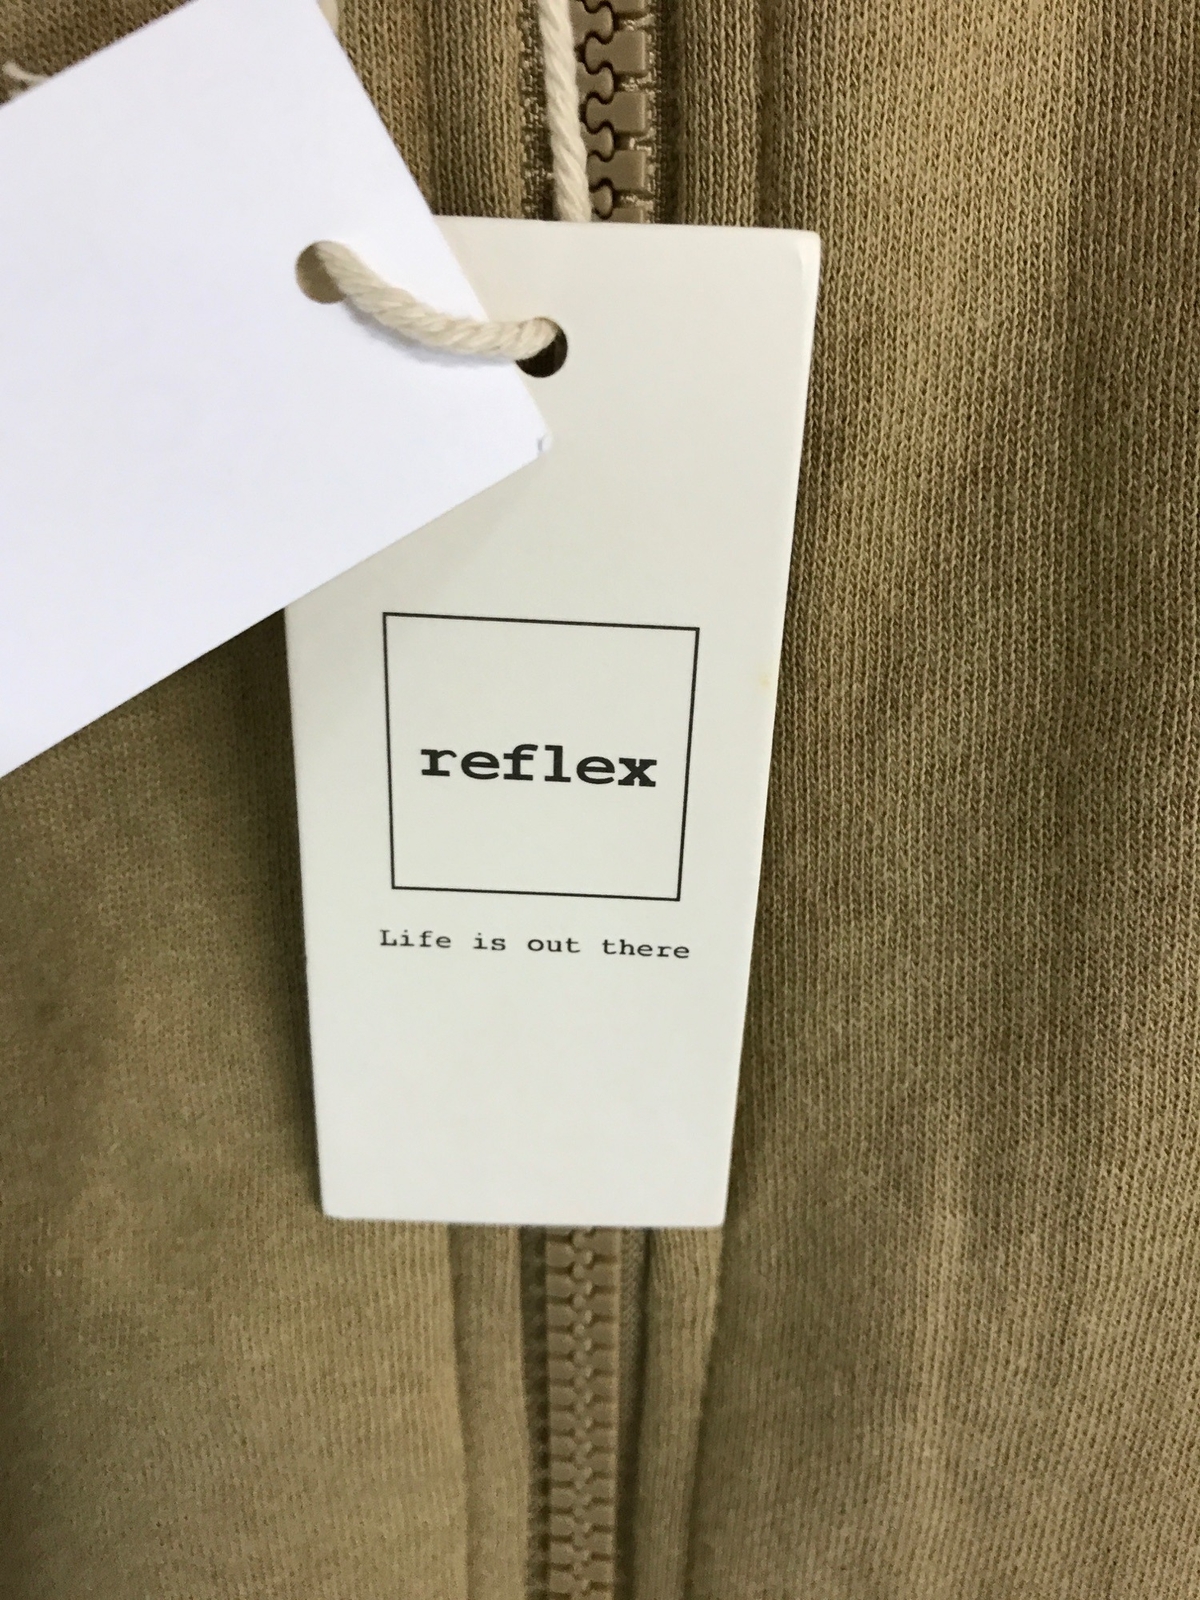 reflex
Life is out there